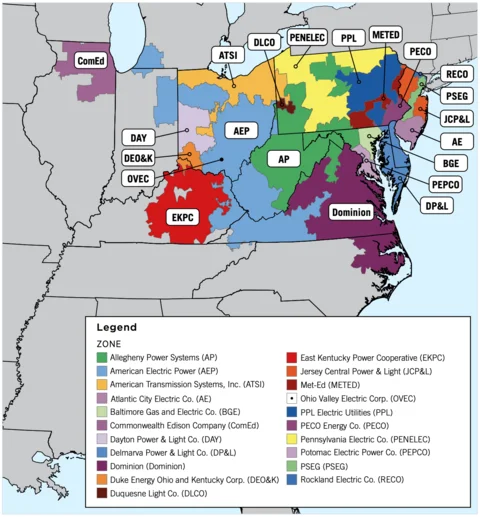 DLCO
PENELEC
PPL
METED
PECO
ATSI
ComEd
RECO
PSEG
JCP&L
DAY
AEP
AE
DEO&K
AP
BGE
OVEC
PEPCO
EKPC
Dominion
DP&L
Legend
ZONE
Allegheny Power Systems (AP)
American Electric Power (AEP)
American Transmission Systems, Inc. (ATSI)
Atlantic City Electric Co. (AE)
Baltimore Gas and Electric Co. (BGE)
Commonwealth Edison Company (ComEd)
Dayton Power & Light Co. (DAY)
Delmarva Power & Light Co. (DP&L)
Dominion (Dominion)
Duke Energy Ohio and Kentucky Corp. (DEO&K)
Duquesne Light Co. (DLCO)
East Kentucky Power Cooperative (EKPC)
Jersey Central Power & Light (JCP&L)
Met-Ed (METED)
Ohio Valley Electric Corp. (OVEC)
PPL Electric Utilities (PPL)
PECO Energy Co. (PECO)
Pennsylvania Electric Co. (PENELEC)
Potomac Electric Power Co. (PEPCO)
PSEG (PSEG)
Rockland Electric Co. (RECO)